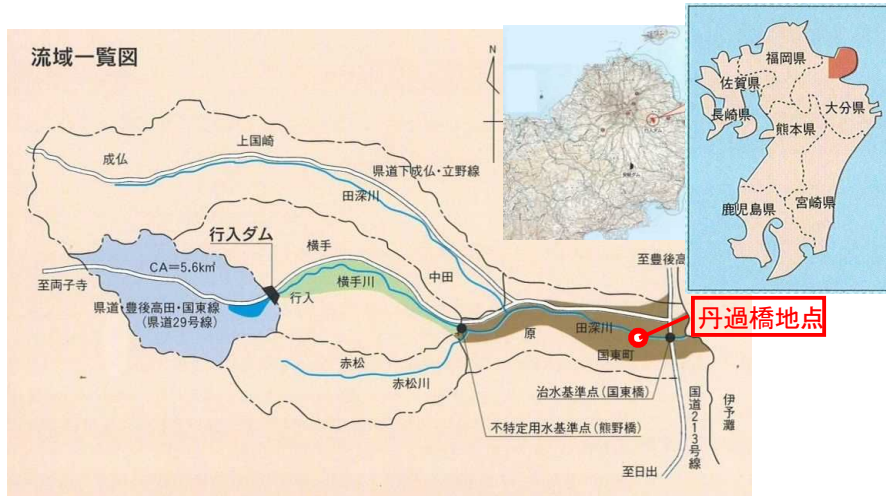 流域一覧図
N
福岡県
佐賀県
長崎県
大分県
熊本県
鹿児島県
宮崎県
成仏
上国崎
県道下成仏・立野線
田深川
行入ダム
CA=5.6k㎡
至両子寺
県道・豊後高田・国東線
(県道29号線)
行入
横手
横手川
中田
至豊後高
丹過橋地点
田深川
原
国東町
赤松
赤松川
治水基準点(国東橋)
不特定用水基準点(熊野橋)
国道213号線
伊予灘
至日出